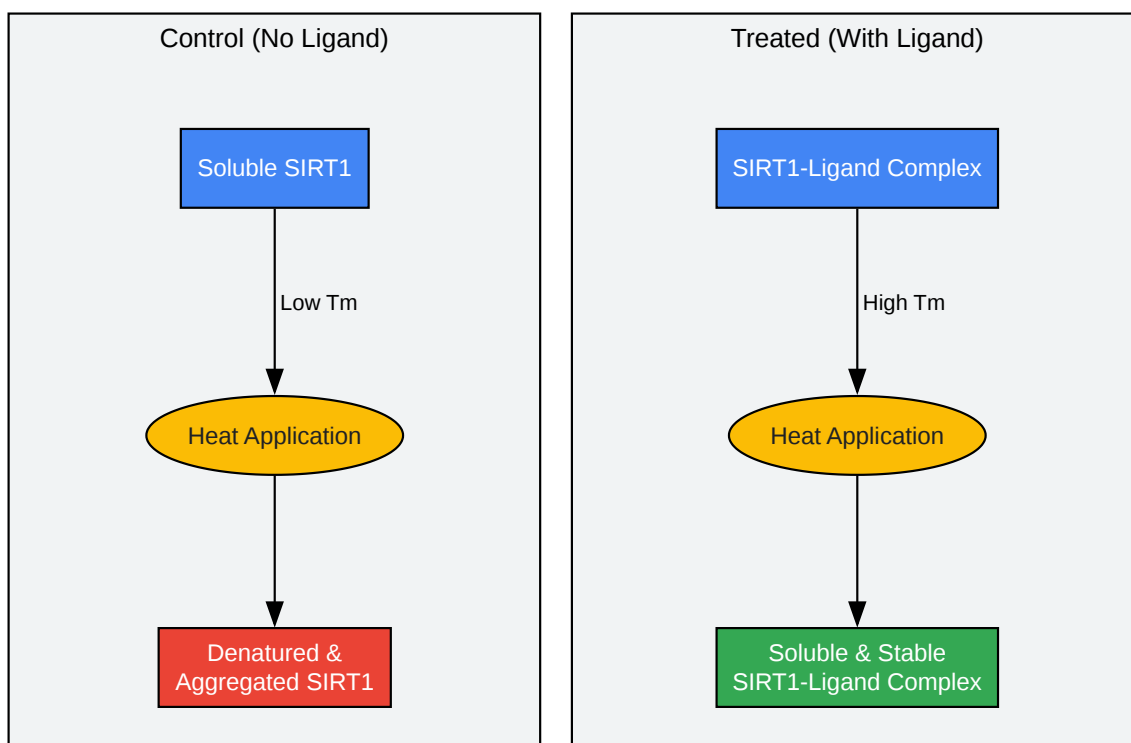 Control (No Ligand)
Soluble SIRT1
Low Tm
Heat Application
Denatured &
Aggregated SIRT1
Treated (With Ligand)
SIRT1-Ligand Complex
High Tm
Heat Application
Soluble & Stable
SIRT1-Ligand Complex